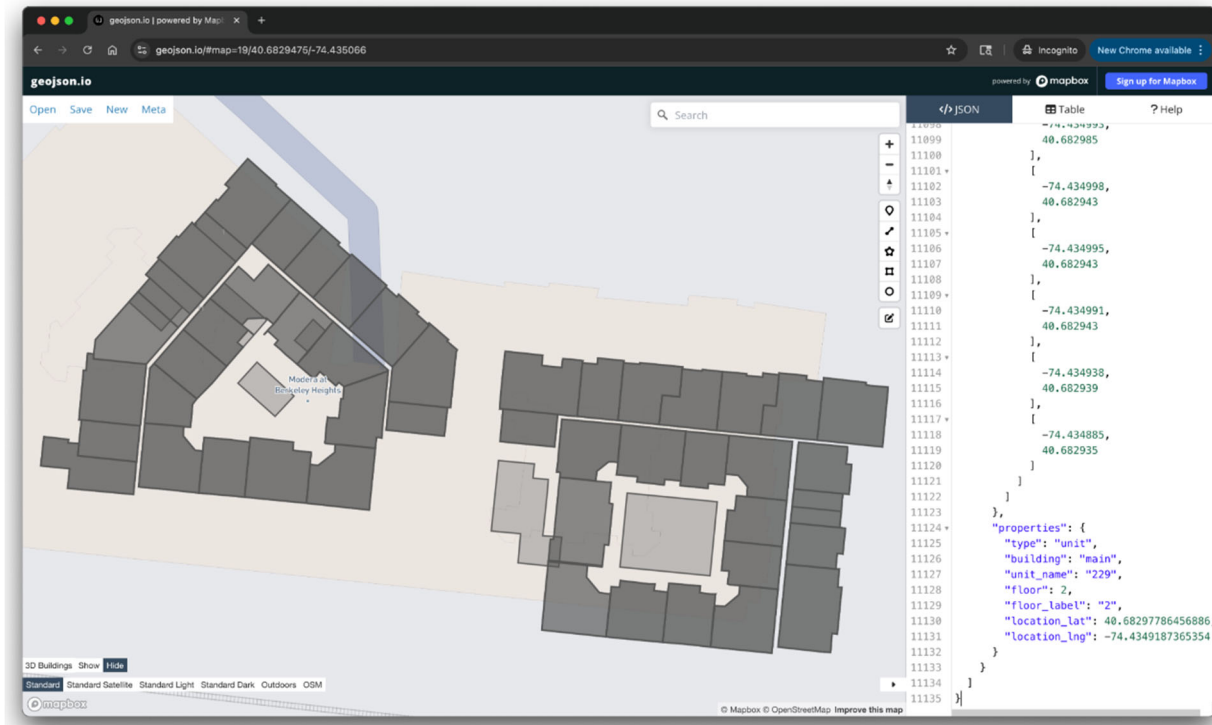 geojson.io | powered by Mapb
geojson.io/#map=19/40.6829476/-74.435066
Incognito
New Chrome available
geojson.io
powered by mapbox
Sign up for Mapbox
Open Save New Meta
Search
</> JSON
Table
? Help
Modera at
Berkeley Heights
3D Buildings Show Hide
Standard Standard Satellite Standard Light Standard Dark Outdoors OSM
mapbox
© Mapbox © OpenStreetMap Improve this map
11098 -74.434993,
11099 40.682985
11100 ],
11101 [
11102 -74.434998,
11103 40.682943
11104 ],
11105 [
11106 -74.434995,
11107 40.682943
11108 ],
11109 [
11110 -74.434991,
11111 40.682943
11112 ],
11113 [
11114 -74.434938,
11115 40.682939
11116 ],
11117 [
11118 -74.434885,
11119 40.682935
11120 ]
11121 ]
11122 ]
11123 },
11124 "properties": {
11125 "type": "unit",
11126 "building": "main",
11127 "unit_name": "229",
11128 "floor": 2,
11129 "floor_label": "2",
11130 "location_lat": 40.68297786456886
11131 "location_lng": -74.4349187365354
11132 }
11133 }
11134 ]
11135 }